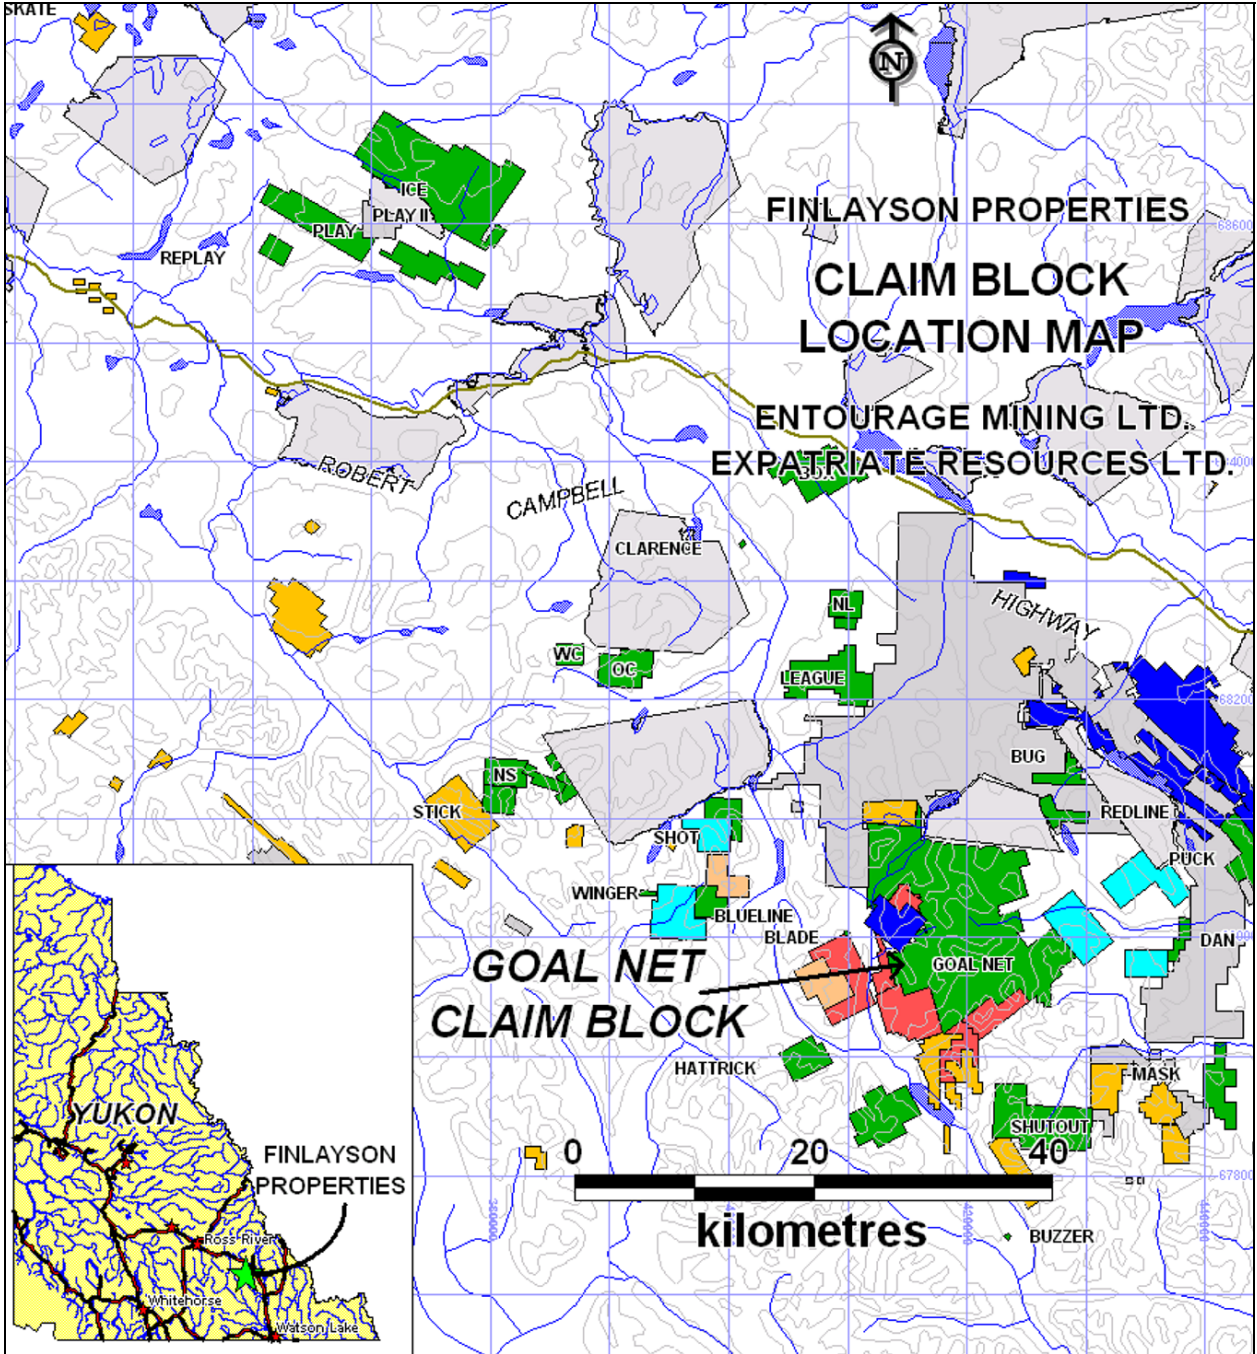 SKATE
N
ICE
PLAY II
PLAY
REPLAY
FINLAYSON PROPERTIES
68600
CLAIM BLOCK
LOCATION MAP
ENTOURAGE MINING LTD.
EXPATRIATE RESOURCES LTD.
ROBERT
CAMPBELL
CLARENCE
HIGHWAY
NL
WC
OC
LEAGUE
68200
BUG
NS
STICK
REDLINE
SHOT
PUCK
WINGER
BLUELINE
BLADE
DAN
GOAL NET
GOAL NET
CLAIM BLOCK
HATTRICK
MASK
SHUTOUT
YUKON
0 20 40
FINLAYSON
PROPERTIES
67800
kilometres
BUZZER
Ross River
Whitehorse
Watson Lake